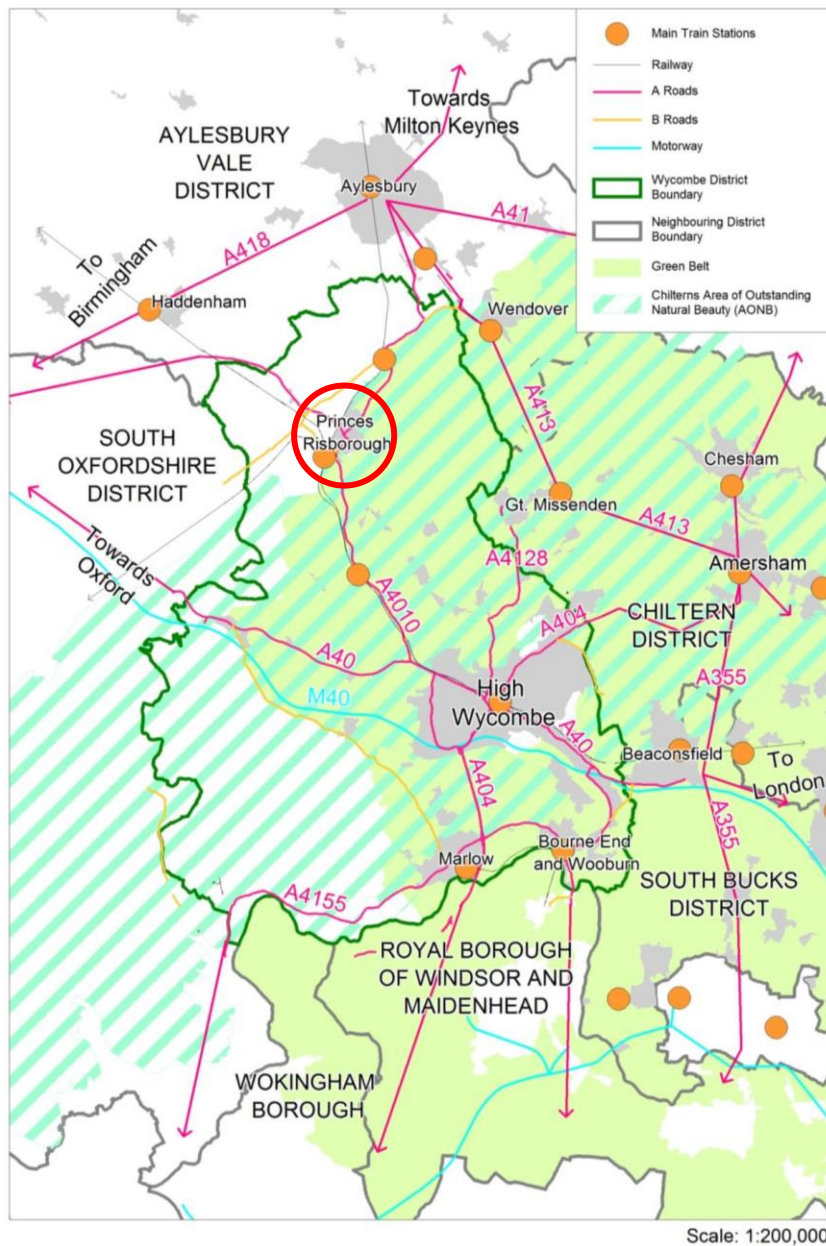 Main Train Stations
Railway
A Roads
B Roads
Motorway
Wycombe District
Boundary
Neighbouring District
Boundary
Green Belt
Chilterns Area of Outstanding
Natural Beauty (AONB)
Towards
Milton Keynes
AYLESBURY
VALE
DISTRICT
Aylesbury
A41
A418
To
Birmingham
Haddenham
Wendover
Princes
Risborough
A413
SOUTH
OXFORDSHIRE
DISTRICT
Chesham
Gt. Missenden
A413
Towards
Oxford
A4128
Amersham
A4010
A404
CHILTERN
DISTRICT
A40
A355
M40
High
Wycombe
A40
Beaconsfield
To
London
A404
A355
Marlow
Bourne End
and Wooburn
SOUTH BUCKS
DISTRICT
A4155
ROYAL BOROUGH
OF WINDSOR AND
MAIDENHEAD
WOKINGHAM
BOROUGH
Scale: 1:200,000